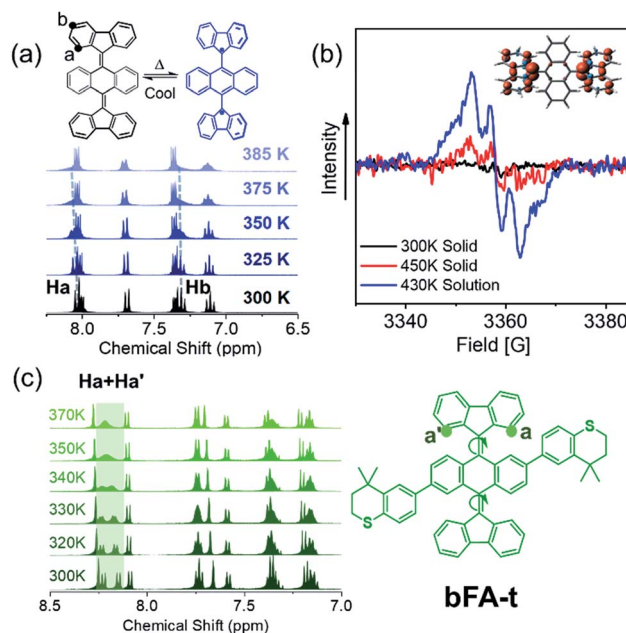 (a)
b
a
Δ
Cool
385 K
375 K
350 K
325 K
300 K
Ha
Hb
8.0 7.5 7.0 6.5
Chemical Shift (ppm)
(b)
Intensity
300K Solid
450K Solid
430K Solution
3340 3360 3380
Field [G]
(c)
Ha+Ha'
370K
350K
340K
330K
320K
300K
8.5 8.0 7.5 7.0
Chemical Shift (ppm)
a' a
S
S
bFA-t